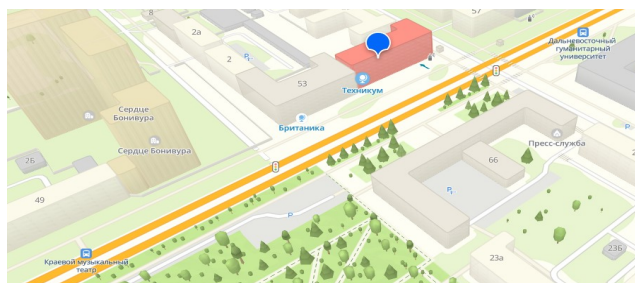 57
8
2а
2
Р
Дальневосточный
гуманитарный
университет
53
Техникум
Сердце
Бонивура
Британика
Сердце Бонивура
Пресс-служба
2Б
66
Р
49
Р
Краевой музыкальный
театр
23а
23Б